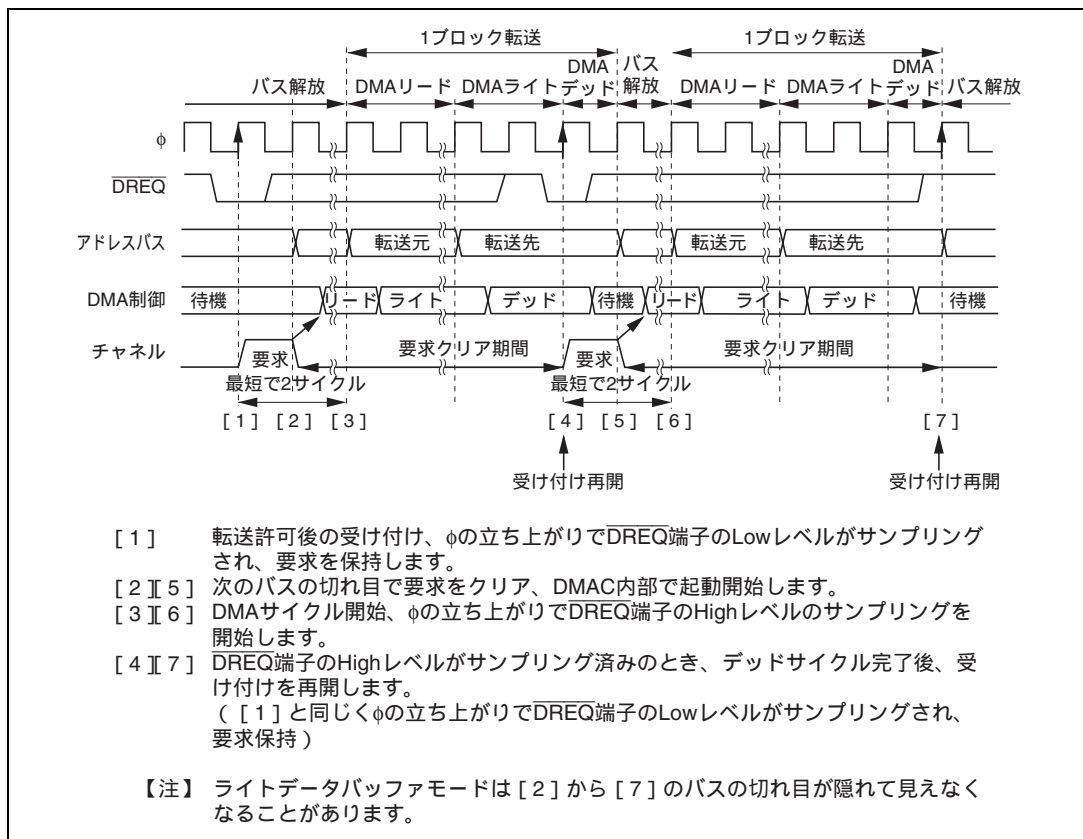 1ブロック転送 1ブロック転送
DMA バス DMA
バス解放 DMAリード DMAライト デッド 解放 DMAリード DMAライト デッド バス解放
φ
DREQ
アドレスバス 転送元 転送先 転送元 転送先
DMA制御 待機 リード ライト デッド 待機 リード ライト デッド 待機
チャネル 要求 要求クリア期間 要求 要求クリア期間
最短で2サイクル 最短で2サイクル
[1] [2] [3] [4] [5] [6] [7]
受け付け再開 受け付け再開
[1] 転送許可後の受け付け、φの立ち上がりでDREQ端子のLowレベルがサンプリング
され、要求を保持します。
[2][5] 次のバスの切れ目で要求をクリア、DMAC内部で起動開始します。
[3][6] DMAサイクル開始、φの立ち上がりでDREQ端子のHighレベルのサンプリングを
開始します。
[4][7] DREQ端子のHighレベルがサンプリング済みのとき、デッドサイクル完了後、受
け付けを再開します。
([1]と同じくφの立ち上がりでDREQ端子のLowレベルがサンプリングされ、
要求保持)
【注】 ライトデータバッファモードは[2]から[7]のバスの切れ目が隠れて見えなく
なることがあります。